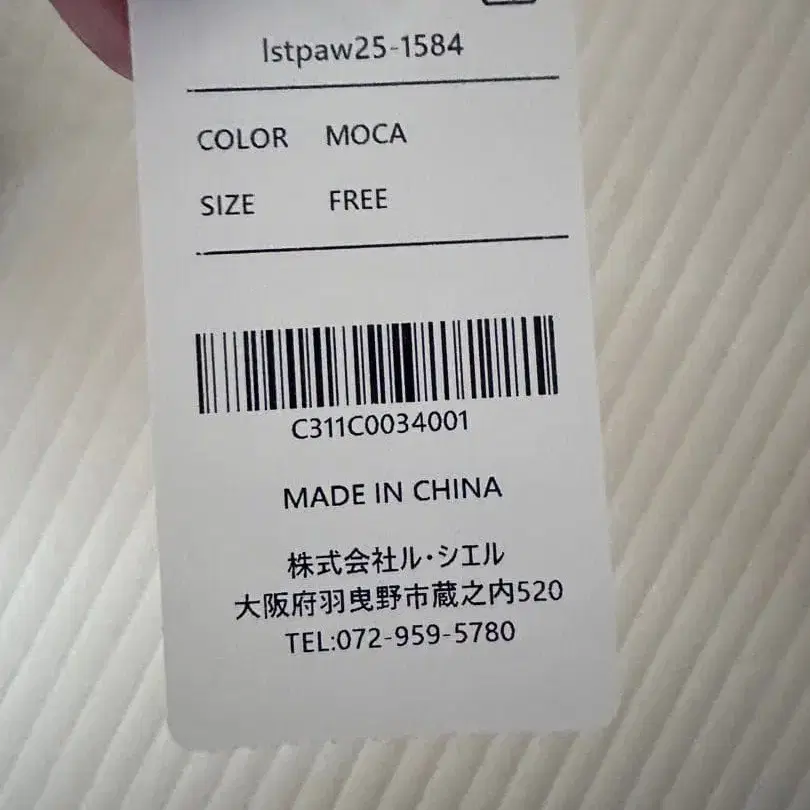 lstpaw25-1584
COLOR MOCA
SIZE FREE
C311C0034001
MADE IN CHINA
株式会社ル・シエル
大阪府羽曳野市蔵之内520
TEL:072-959-5780